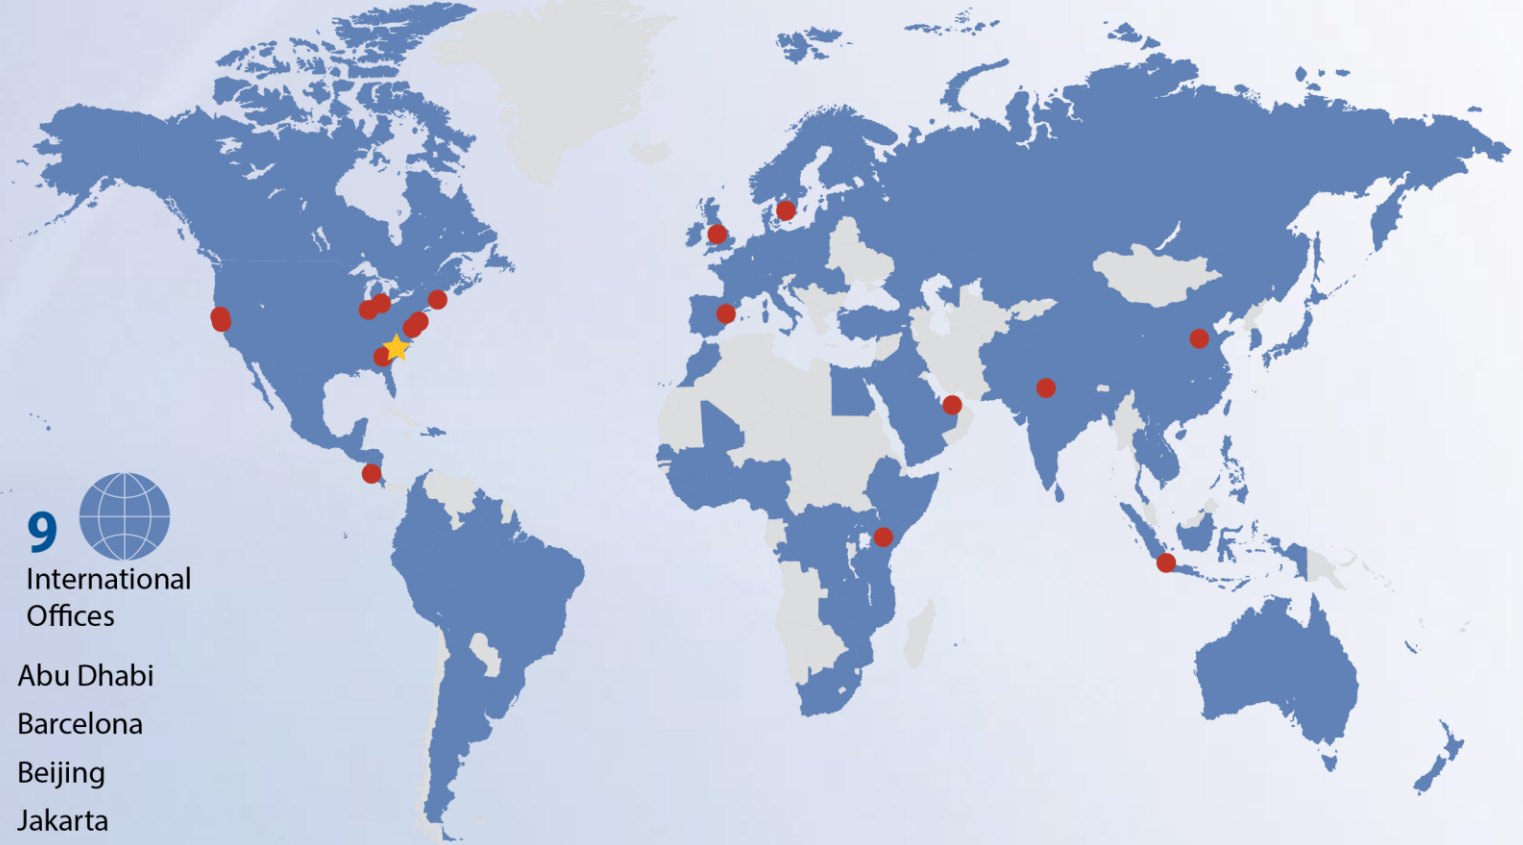 9
International
Offices
Abu Dhabi
Barcelona
Beijing
Jakarta